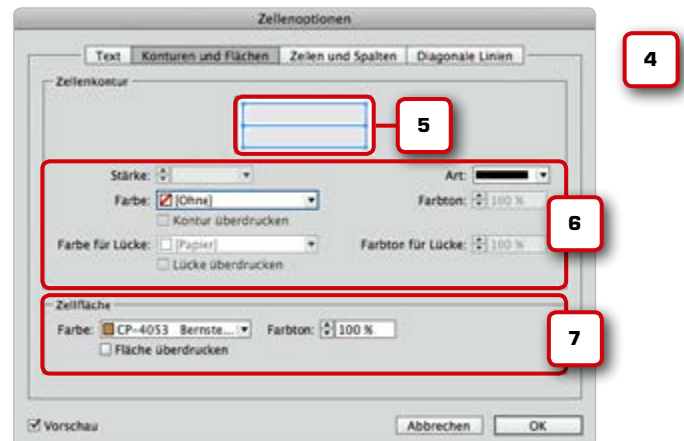 Zellenoptionen
4
Text Konturen und Flächen Zeilen und Spalten Diagonale Linien
Zellenkontur
5
Stärke: Art:
Farbe: [Ohne] Farbton: 100 %
Kontur überdrucken
6
Farbe für Lücke: [Papier] Farbton für Lücke: 100 %
Lücke überdrucken
Zellfläche
Farbe: CP-4053 Bernste... Farbton: 100 %
7
Fläche überdrucken
Vorschau Abbrechen OK